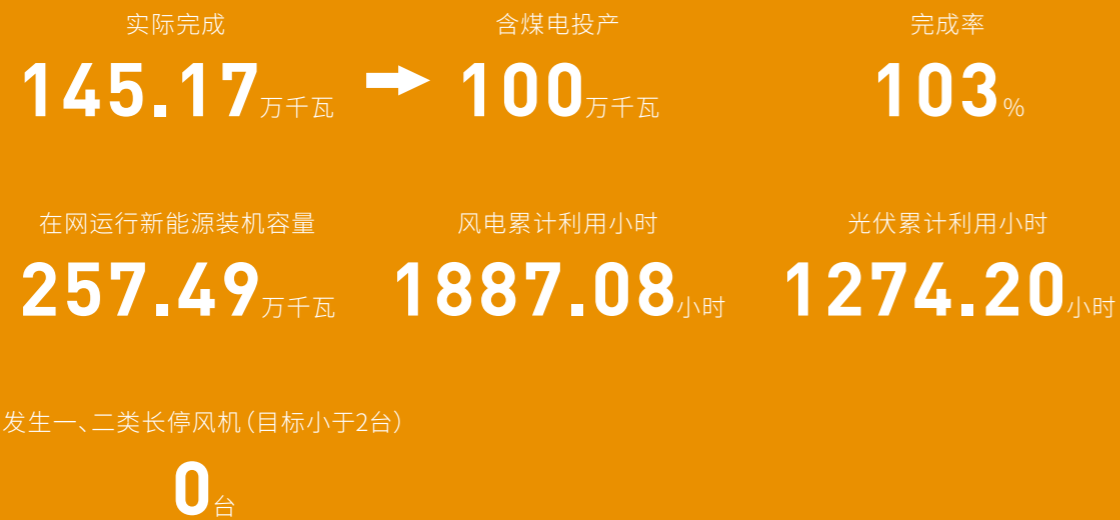 实际完成
145.17万千瓦
含煤电投产
100万千瓦
完成率
103%
在网运行新能源装机容量
257.49万千瓦
风电累计利用小时
1887.08小时
光伏累计利用小时
1274.20小时
发生一、二类长停风机（目标小于2台）
0台